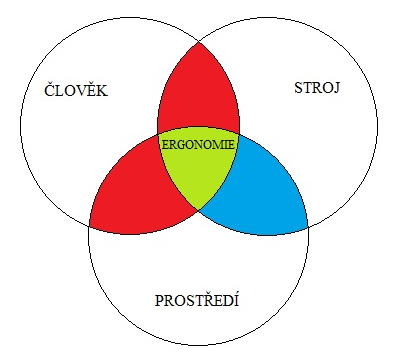 ČLOVĚK
STROJ
ERGONOMIE
PROSTŘEDÍ